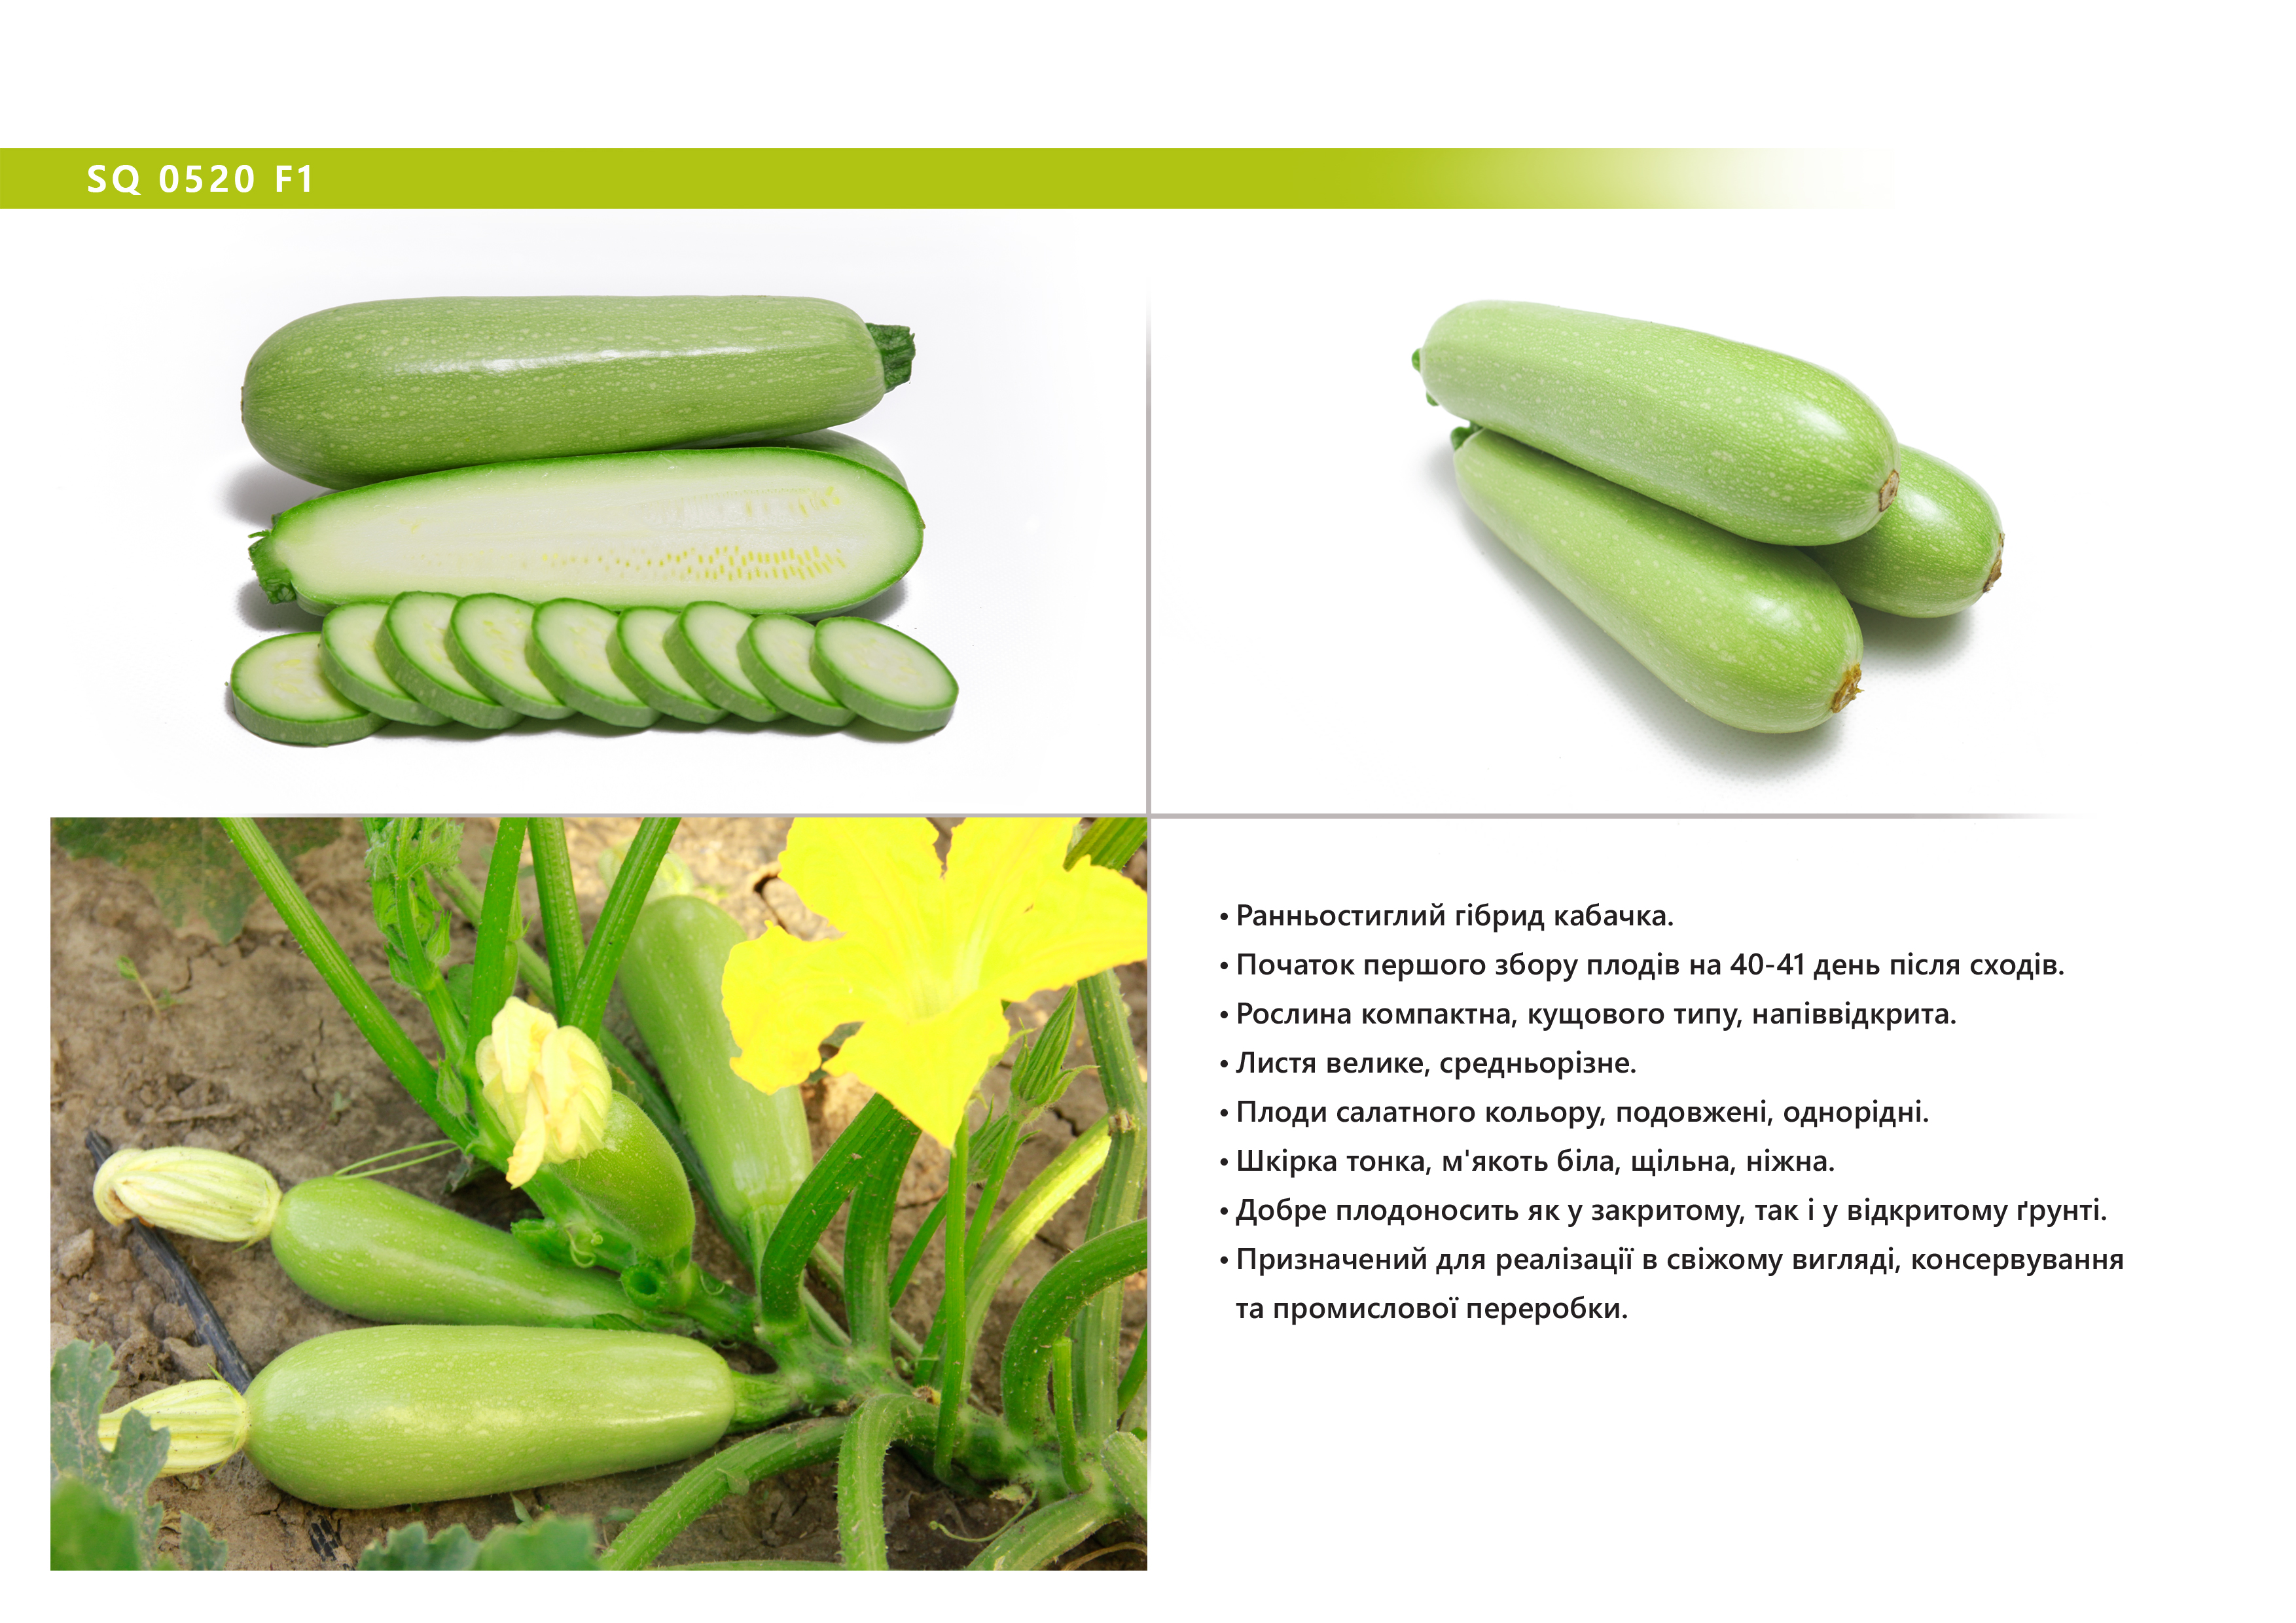 SQ 0520 F1
• Ранньостиглий гібрид кабачка.
• Початок першого збору плодів на 40-41 день після сходів.
• Рослина компактна, кущового типу, напіввідкрита.
• Листя велике, средньорізне.
• Плоди салатного кольору, подовжені, однорідні.
• Шкірка тонка, м'якоть біла, щільна, ніжна.
• Добре плодоносить як у закритому, так і у відкритому ґрунті.
• Призначений для реалізації в свіжому вигляді, консервування
та промислової переробки.